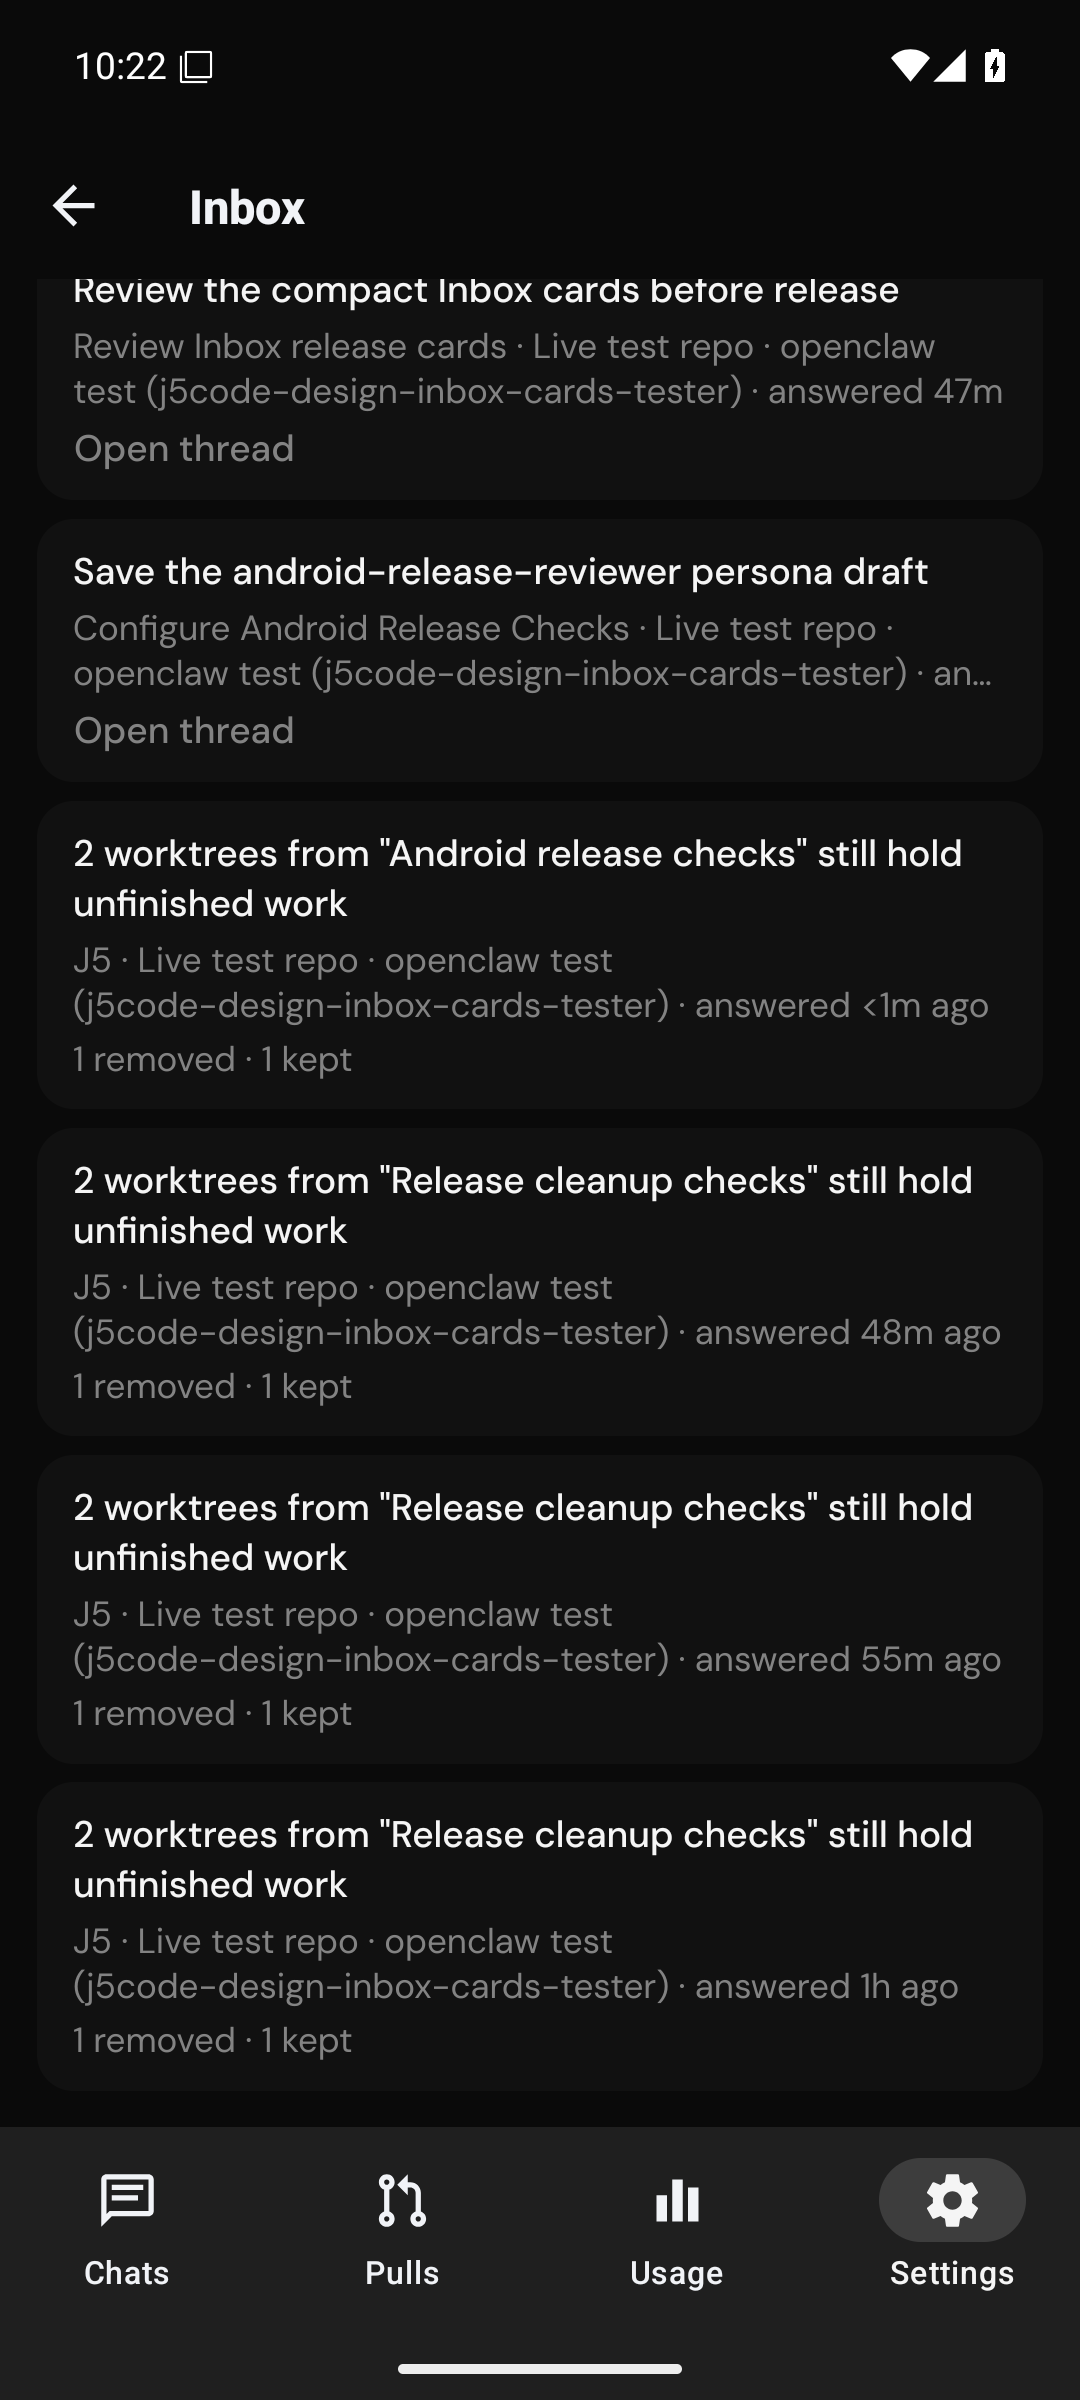 10:22
Inbox
Review the compact Inbox cards before release
Review Inbox release cards · Live test repo · openclaw
test (j5code-design-inbox-cards-tester) · answered 47m
Open thread
Save the android-release-reviewer persona draft
Configure Android Release Checks · Live test repo ·
openclaw test (j5code-design-inbox-cards-tester) · an...
Open thread
2 worktrees from "Android release checks" still hold
unfinished work
J5 · Live test repo · openclaw test
(j5code-design-inbox-cards-tester) · answered <1m ago
1 removed · 1 kept
2 worktrees from "Release cleanup checks" still hold
unfinished work
J5 · Live test repo · openclaw test
(j5code-design-inbox-cards-tester) · answered 48m ago
1 removed · 1 kept
2 worktrees from "Release cleanup checks" still hold
unfinished work
J5 · Live test repo · openclaw test
(j5code-design-inbox-cards-tester) · answered 55m ago
1 removed · 1 kept
2 worktrees from "Release cleanup checks" still hold
unfinished work
J5 · Live test repo · openclaw test
(j5code-design-inbox-cards-tester) · answered 1h ago
1 removed · 1 kept
Chats
Pulls
Usage
Settings